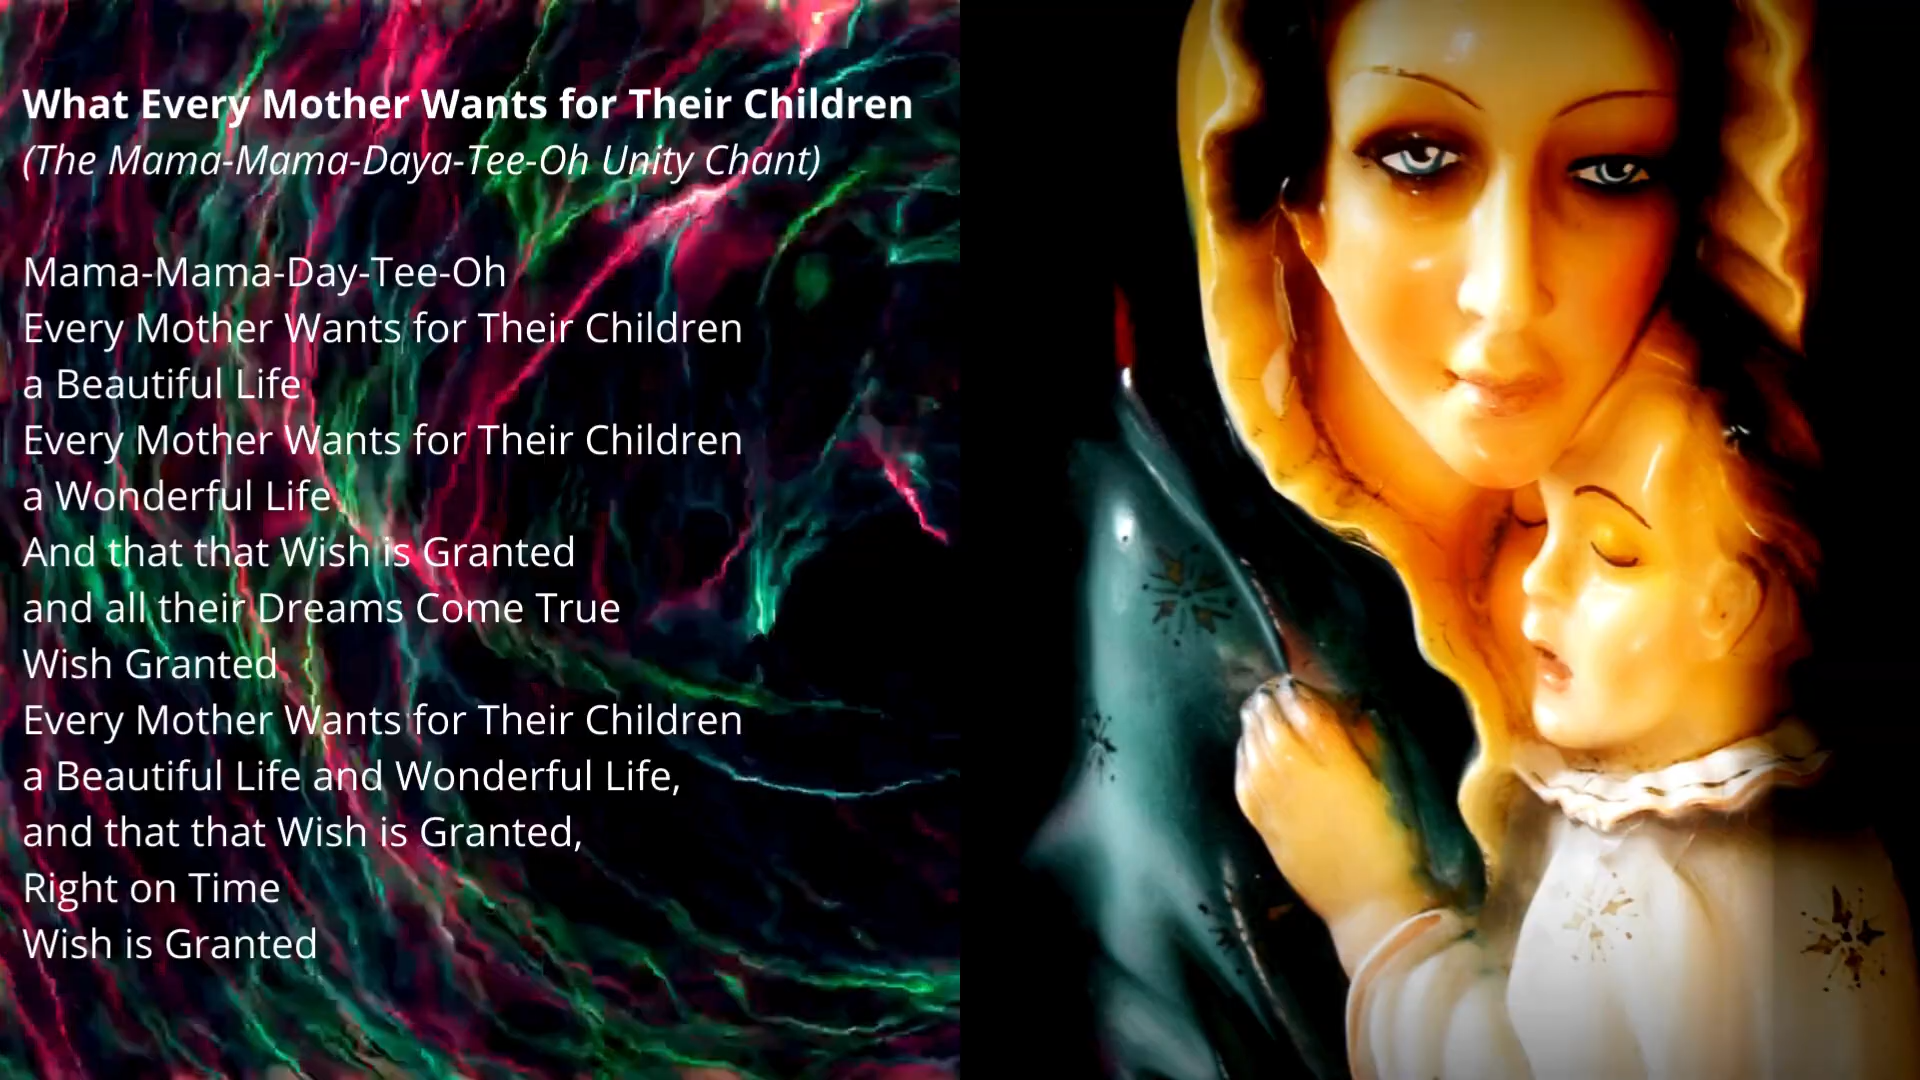 What Every Mother Wants for Their Children
(The Mama-Mama-Daya-Tee-Oh Unity Chant)
Mama-Mama-Day-Tee-Oh
Every Mother Wants for Their Children
a Beautiful Life
Every Mother Wants for Their Children
a Wonderful Life
And that that Wish is Granted
and all their Dreams Come True
Wish Granted
Every Mother Wants for Their Children
a Beautiful Life and Wonderful Life,
and that that Wish is Granted,
Right on Time
Wish is Granted